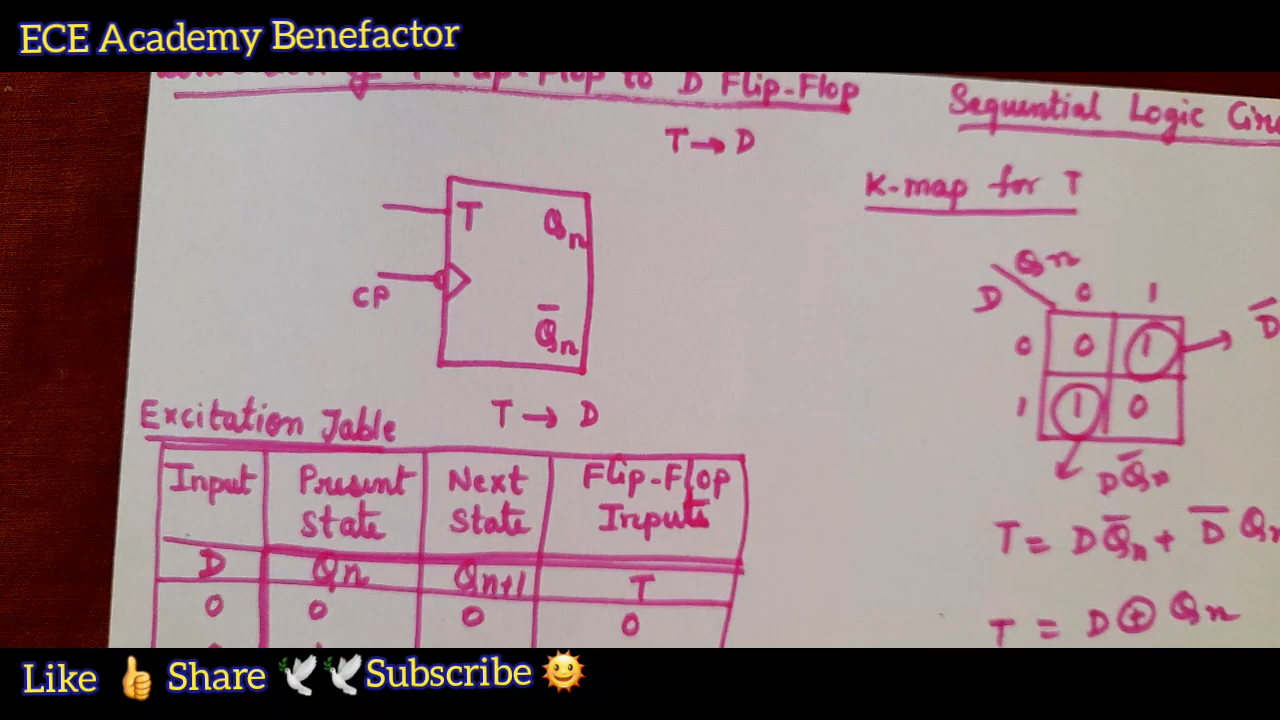 ECE Academy Benefactor
T Flip-Flop to D Flip-Flop
Sequential Logic
T → D
K-map for T
T Qn
CP
Q̅n
Qn
D 0 1
D̅
0 0 1
1 1 0
DQ̅n
T = DQ̅n + D̅ Qn
T = D ⊕ Qn
Excitation Table T → D
Input Present State Next State Flip-Flop Inputs
D Qn Qn+1 T
0 0 0 0
Like 👍 Share 🕊️🕊️ Subscribe 🌞